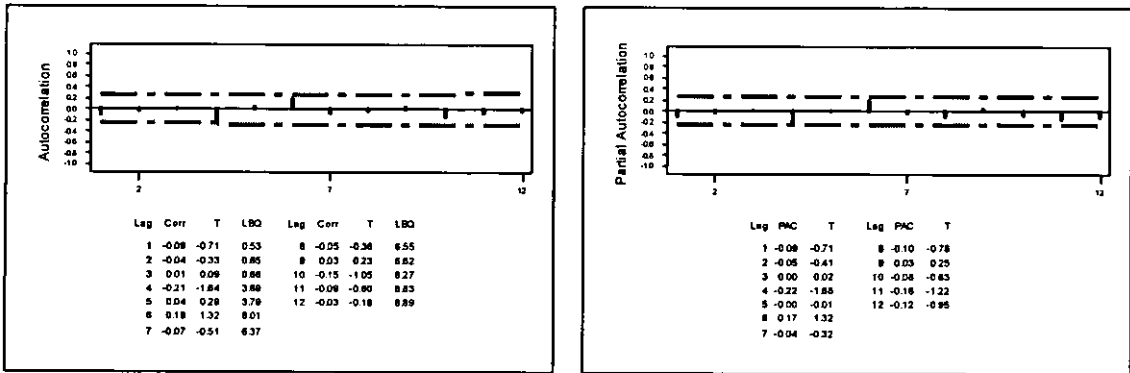 Autocorrelation
1.0
0.8
0.6
0.4
0.2
0.0
-0.2
-0.4
-0.6
-0.8
-1.0
2 7 12
Lag Corr T LBQ Lag Corr T LBQ
1 -0.09 -0.71 0.53 8 -0.05 -0.36 6.55
2 -0.04 -0.33 0.65 9 0.03 0.23 6.62
3 0.01 0.09 0.66 10 -0.15 -1.05 8.27
4 -0.21 -1.64 3.69 11 -0.09 -0.60 8.83
5 0.04 0.29 3.79 12 -0.03 -0.18 8.89
6 0.18 1.32 6.01
7 -0.07 -0.51 6.37
Partial Autocorrelation
1.0
0.8
0.6
0.4
0.2
0.0
-0.2
-0.4
-0.6
-0.8
-1.0
2 7 12
Lag PAC T Lag PAC T
1 -0.09 -0.71 8 -0.10 -0.78
2 -0.05 -0.41 9 0.03 0.25
3 0.00 0.02 10 -0.08 -0.63
4 -0.22 -1.68 11 -0.16 -1.22
5 -0.00 -0.01 12 -0.12 -0.95
6 0.17 1.32
7 -0.04 -0.32